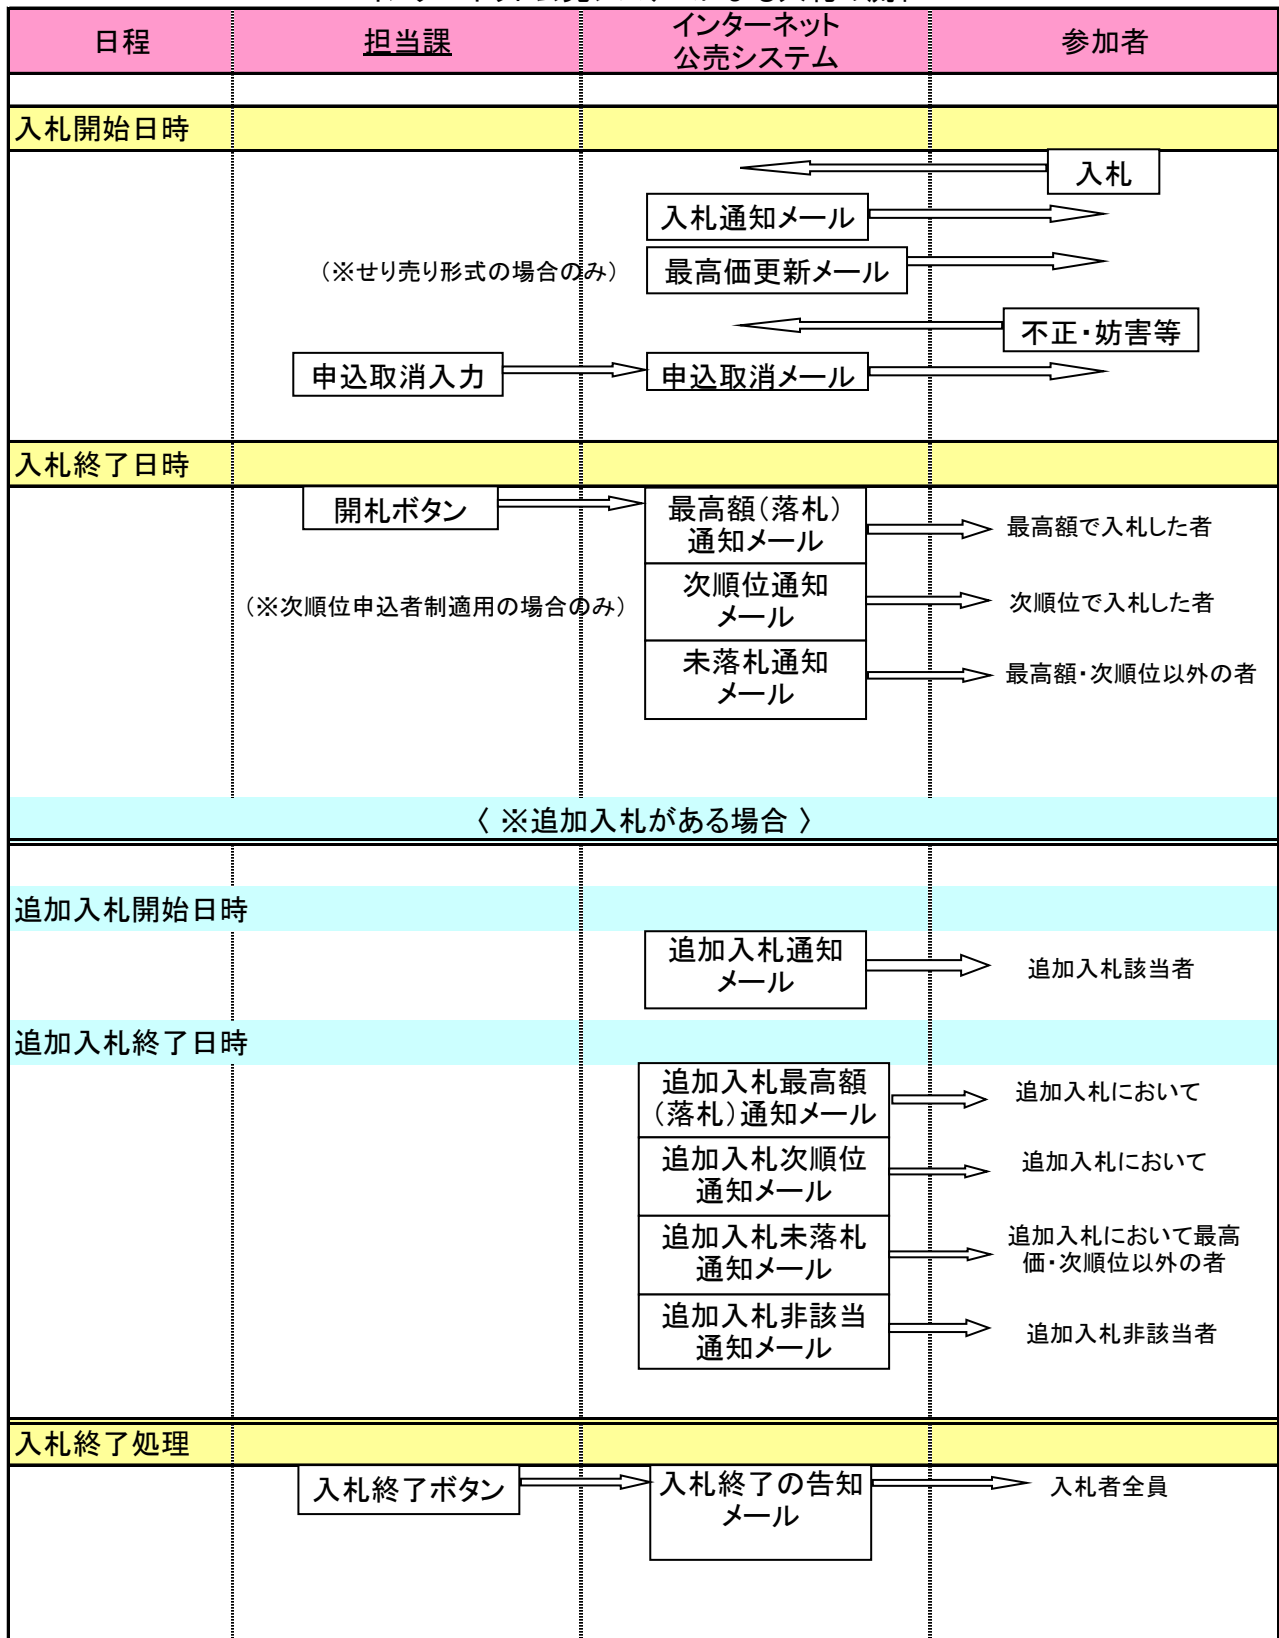 日程
担当課
インターネット
公売システム
参加者
入札開始日時
入札
入札通知メール
（※せり売り形式の場合のみ）
最高価更新メール
不正・妨害等
申込取消入力
申込取消メール
入札終了日時
開札ボタン
最高額（落札）
通知メール
最高額で入札した者
（※次順位申込者制適用の場合のみ）
次順位通知
メール
次順位で入札した者
未落札通知
メール
最高額・次順位以外の者
〈 ※追加入札がある場合 〉
追加入札開始日時
追加入札通知
メール
追加入札該当者
追加入札終了日時
追加入札最高額
（落札）通知メール
追加入札において
追加入札次順位
通知メール
追加入札において
追加入札未落札
通知メール
追加入札において最高
価・次順位以外の者
追加入札非該当
通知メール
追加入札非該当者
入札終了処理
入札終了ボタン
入札終了の告知
メール
入札者全員